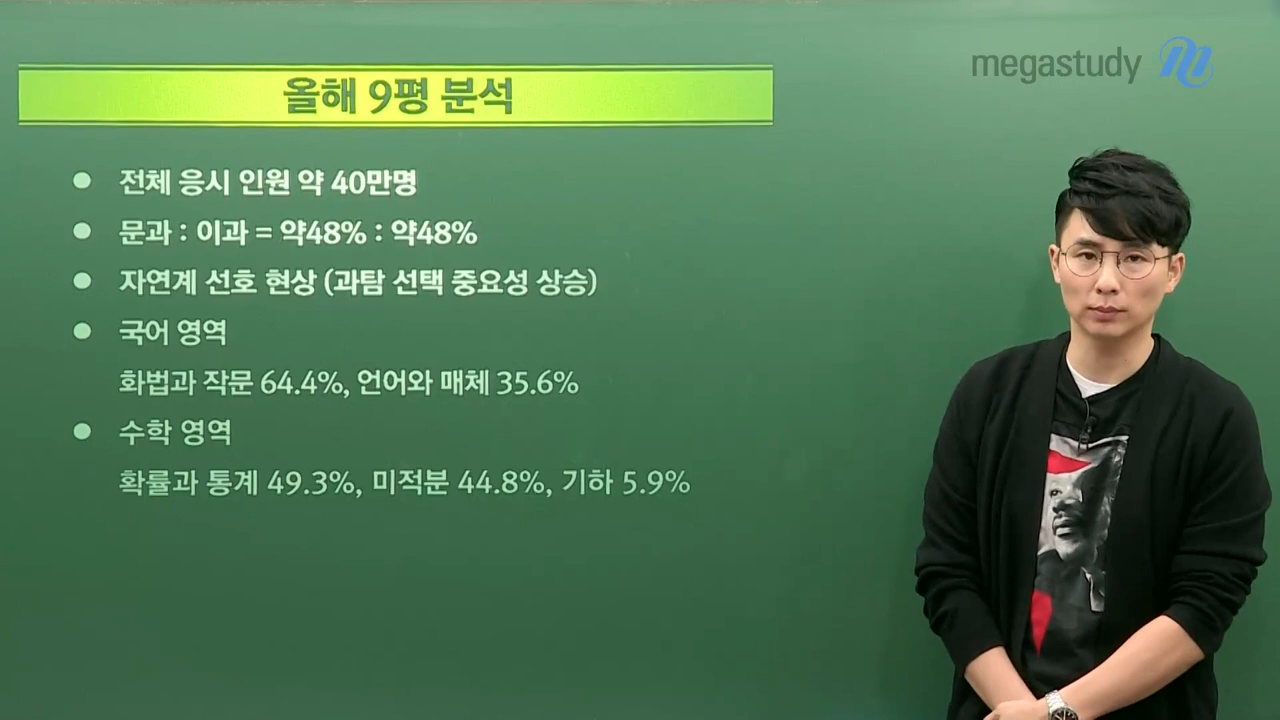 megastudy
올해 9평 분석
전체 응시 인원 약 40만명
문과 : 이과 = 약48% : 약48%
자연계 선호 현상 (과탐 선택 중요성 상승)
국어 영역
화법과 작문 64.4%, 언어와 매체 35.6%
수학 영역
확률과 통계 49.3%, 미적분 44.8%, 기하 5.9%